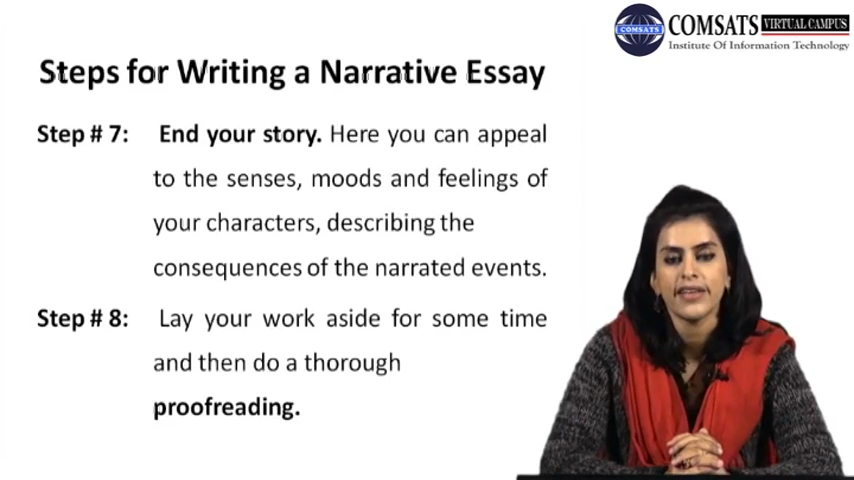 COMSATS VIRTUAL CAMPUS
COMSATS
Institute Of Information Technology
Steps for Writing a Narrative Essay
Step # 7: End your story. Here you can appeal
to the senses, moods and feelings of
your characters, describing the
consequences of the narrated events.
Step # 8: Lay your work aside for some time
and then do a thorough
proofreading.